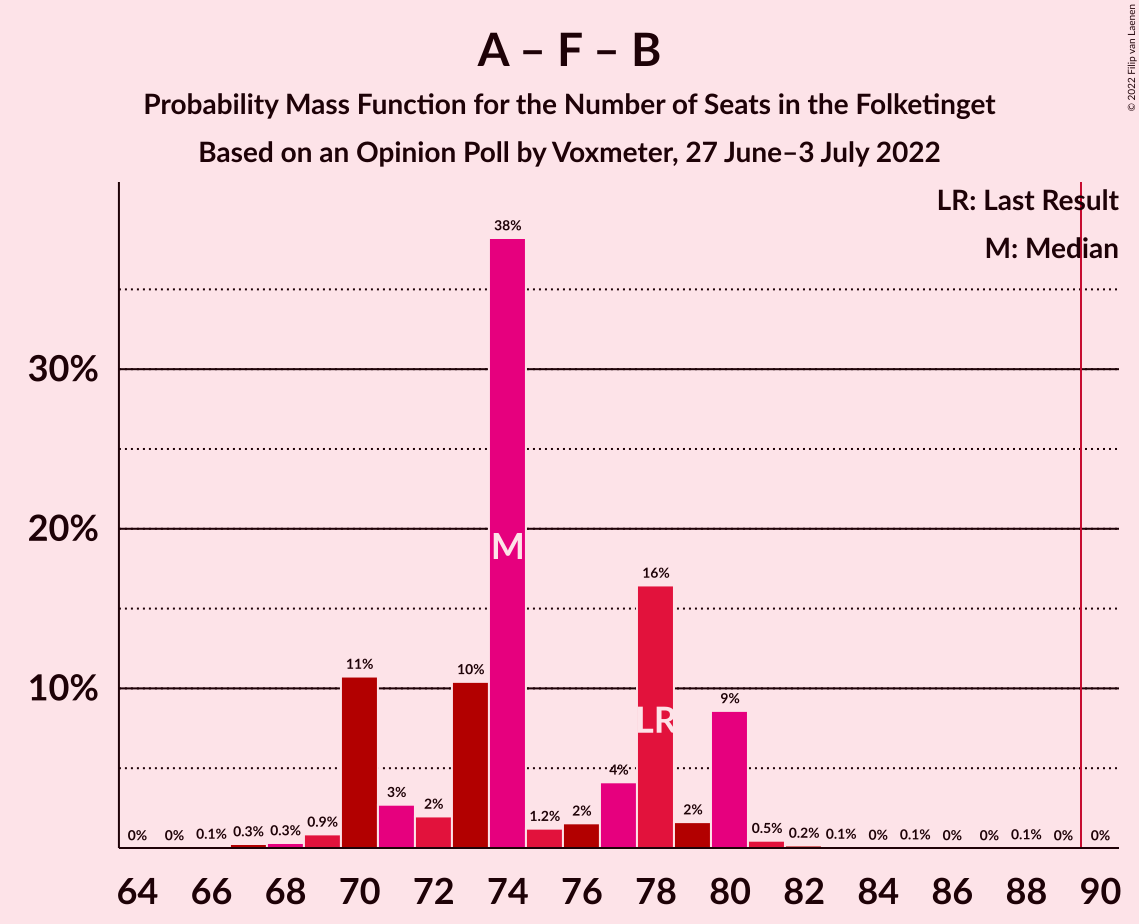 A – F – B
Probability Mass Function for the Number of Seats in the Folketinget
Based on an Opinion Poll by Voxmeter, 27 June–3 July 2022
© 2022 Filip van Laenen
LR: Last Result
M: Median
30%
20%
10%
0% 0% 0.1% 0.3% 0.3% 0.9% 11% 3% 2% 10% 38% 1.2% 2% 4% 16% 2% 9% 0.5% 0.2% 0.1% 0% 0.1% 0% 0% 0.1% 0% 0%
M
LR
64 66 68 70 72 74 76 78 80 82 84 86 88 90